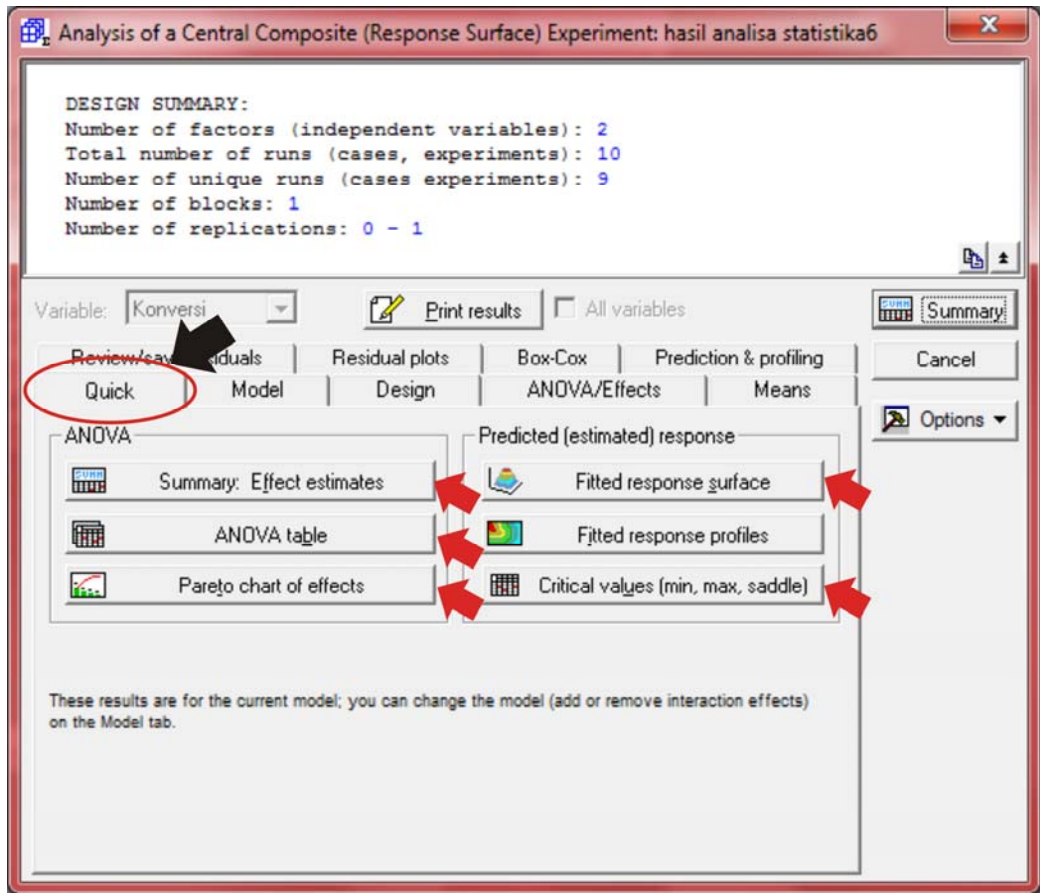 Analysis of a Central Composite (Response Surface) Experiment: hasil analisa statistika6
DESIGN SUMMARY:
Number of factors (independent variables): 2
Total number of runs (cases, experiments): 10
Number of unique runs (cases experiments): 9
Number of blocks: 1
Number of replications: 0 - 1
Variable: Konversi
Print results
All variables
Summary
Review/sav iduals
Residual plots
Box-Cox
Prediction & profiling
Cancel
Quick
Model
Design
ANOVA/Effects
Means
Options
ANOVA
Predicted (estimated) response
Summary: Effect estimates
Fitted response surface
ANOVA table
Fitted response profiles
Pareto chart of effects
Critical values (min, max, saddle)
These results are for the current model; you can change the model (add or remove interaction effects)
on the Model tab.